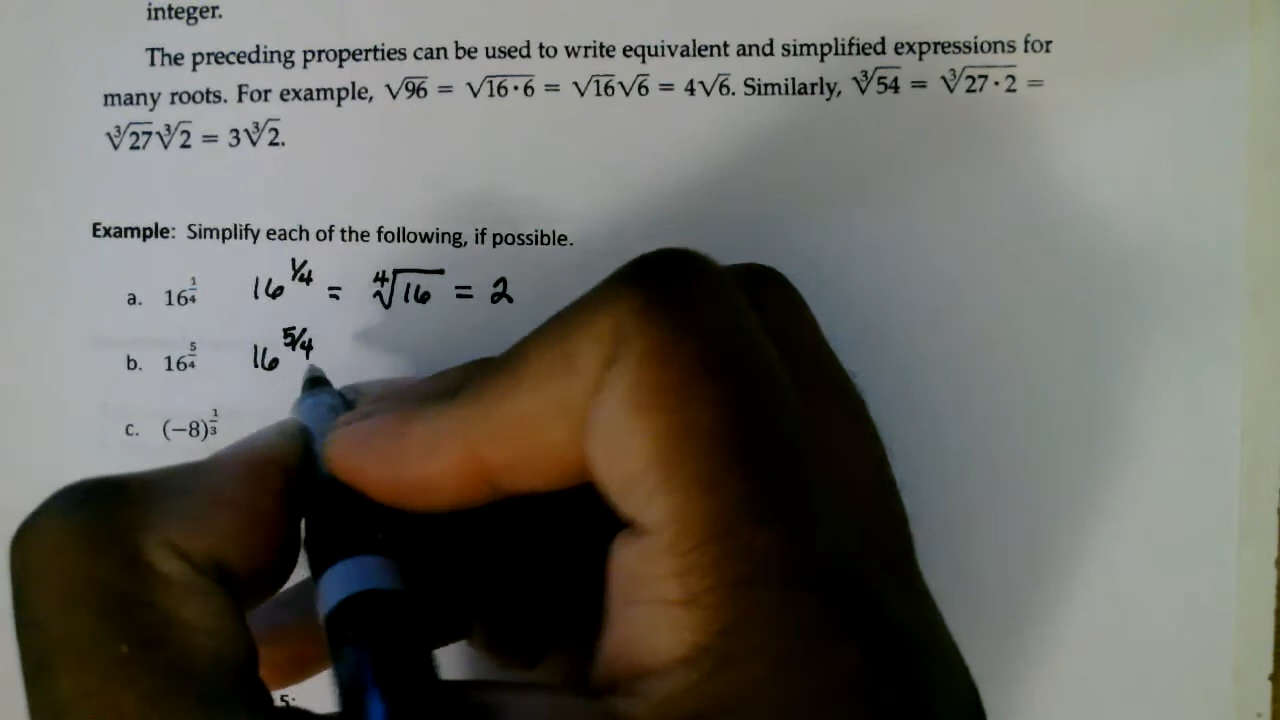 integer.
The preceding properties can be used to write equivalent and simplified expressions for
many roots. For example, √96 = √16·6 = √16√6 = 4√6. Similarly, ∛54 = ∛27·2 =
∛27∛2 = 3∛2.
Example: Simplify each of the following, if possible.
a. 16^(1/4) 16^(1/4) = ∜16 = 2
b. 16^(5/4) 16^(5/4)
c. (−8)^(1/3)
5: